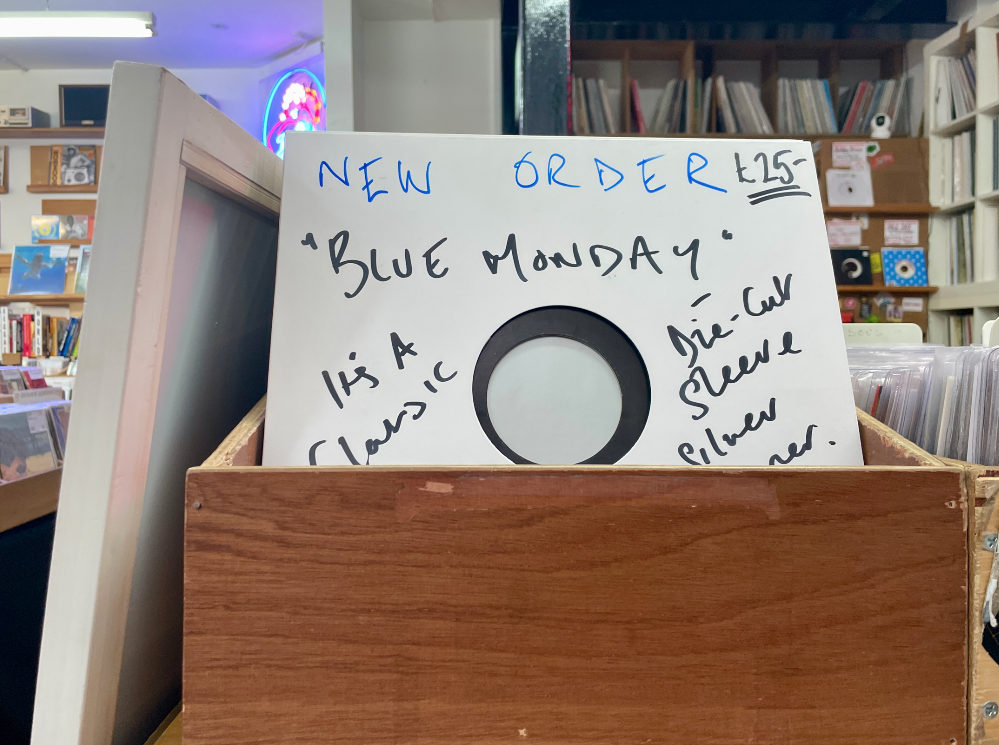 NEW ORDER £25-
"BLUE MONDAY"
It's A
Classic
Die-Cut
Sleeve
Silver